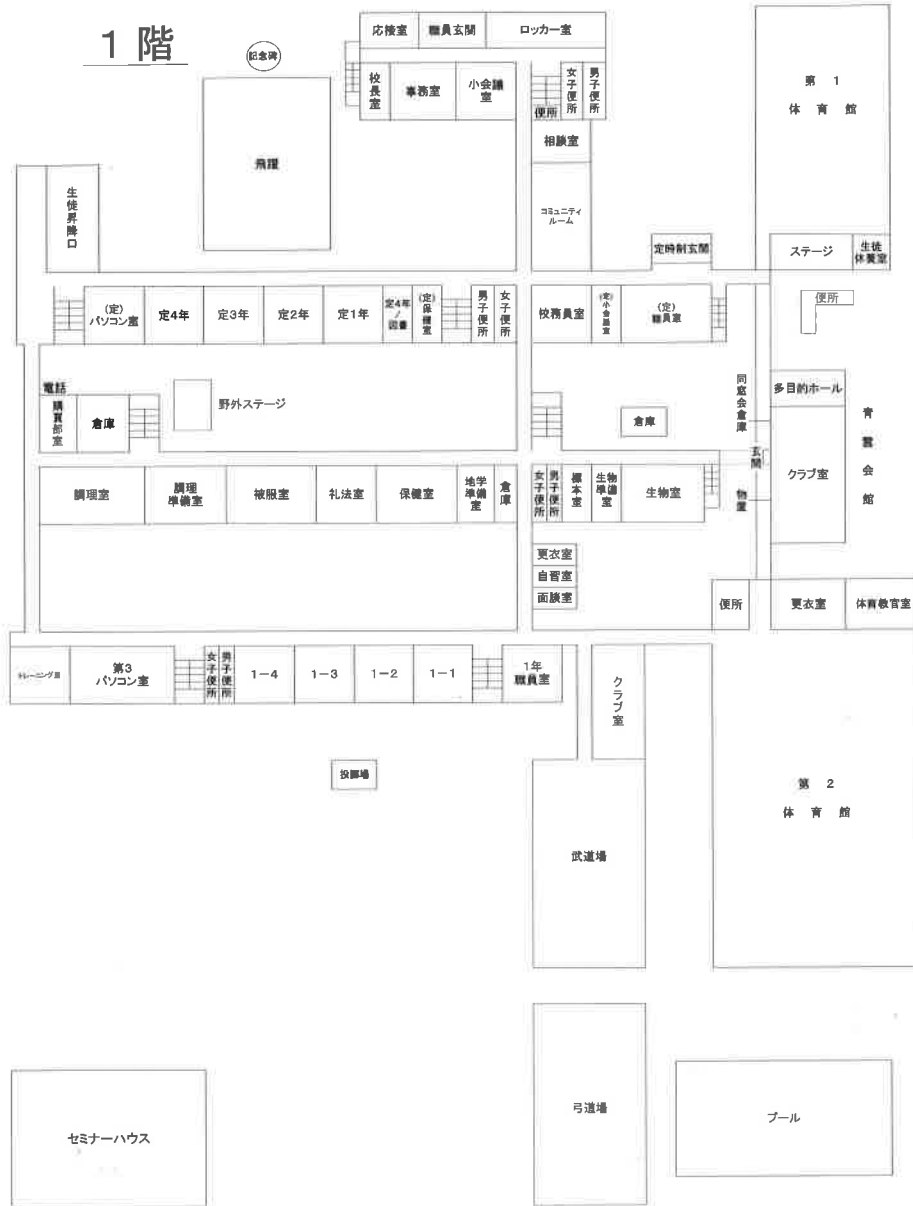 1階
記念碑
応接室
職員玄関
ロッカー室
校長室
事務室
小会議
室
便所
女子便所
男子便所
相談室
コミュニティ
ルーム
第 1
体 育 館
飛躍
生徒昇降口
定時制玄関
ステージ
生徒
休養室
便所
(定)
パソコン室
定4年
定3年
定2年
定1年
定4年
/
図書
(定)保健室
男子便所
女子便所
校務員室
(定)小会議室
(定)
職員室
電話
購買部室
倉庫
野外ステージ
倉庫
同窓会倉庫
多目的ホール
青雲会館
玄関
クラブ室
物置
調理室
調理
準備室
被服室
礼法室
保健室
地学準備室
倉庫
女子便所
男子便所
標本室
生物準備室
生物室
更衣室
自習室
面談室
便所
更衣室
体育教官室
トレーニング室
第3
パソコン室
女子便所
男子便所
1-4
1-3
1-2
1-1
1年
職員室
クラブ室
投擲場
武道場
第 2
体 育 館
セミナーハウス
弓道場
プール